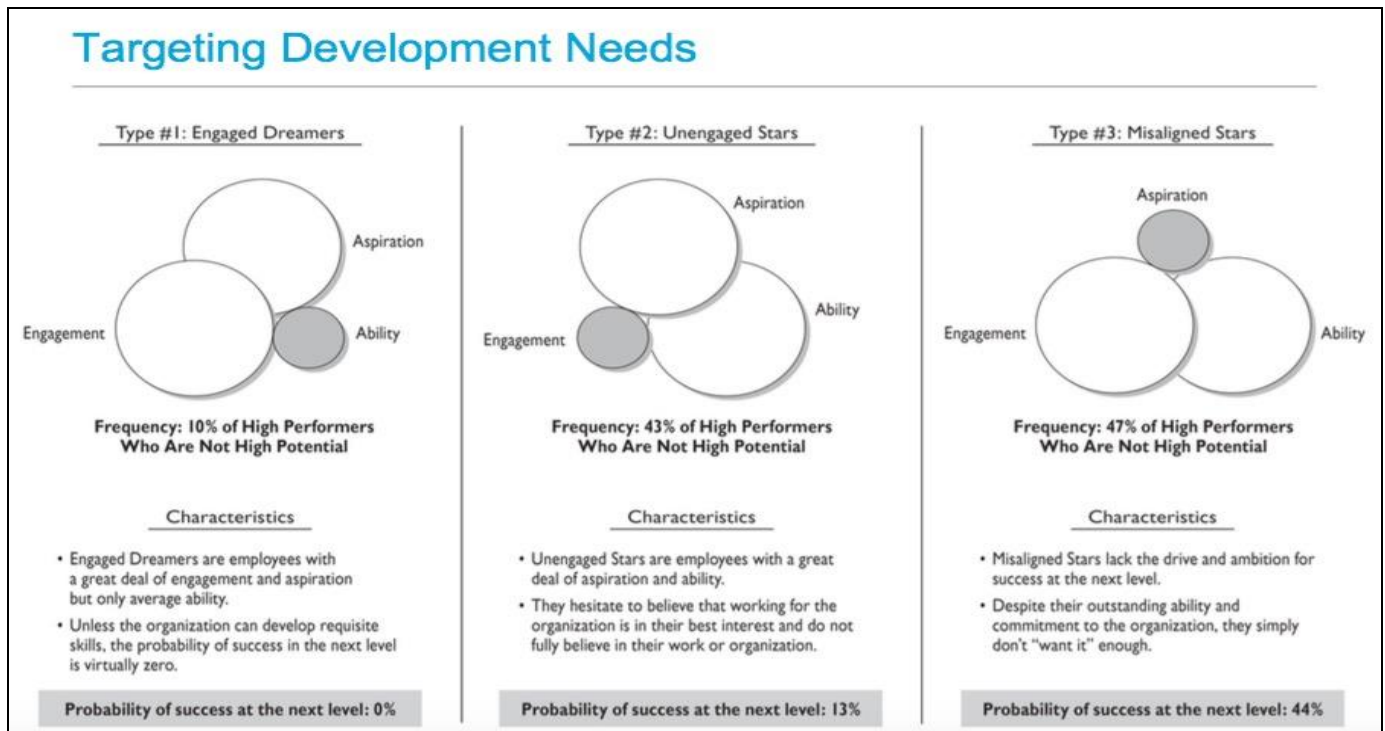 Targeting Development Needs
Type #1: Engaged Dreamers
Aspiration
Engagement
Ability
Frequency: 10% of High Performers
Who Are Not High Potential
Characteristics
• Engaged Dreamers are employees with
a great deal of engagement and aspiration
but only average ability.
• Unless the organization can develop requisite
skills, the probability of success in the next level
is virtually zero.
Probability of success at the next level: 0%
Type #2: Unengaged Stars
Aspiration
Ability
Engagement
Frequency: 43% of High Performers
Who Are Not High Potential
Characteristics
• Unengaged Stars are employees with a great
deal of aspiration and ability.
• They hesitate to believe that working for the
organization is in their best interest and do not
fully believe in their work or organization.
Probability of success at the next level: 13%
Type #3: Misaligned Stars
Aspiration
Engagement
Ability
Frequency: 47% of High Performers
Who Are Not High Potential
Characteristics
• Misaligned Stars lack the drive and ambition for
success at the next level.
• Despite their outstanding ability and
commitment to the organization, they simply
don't "want it" enough.
Probability of success at the next level: 44%